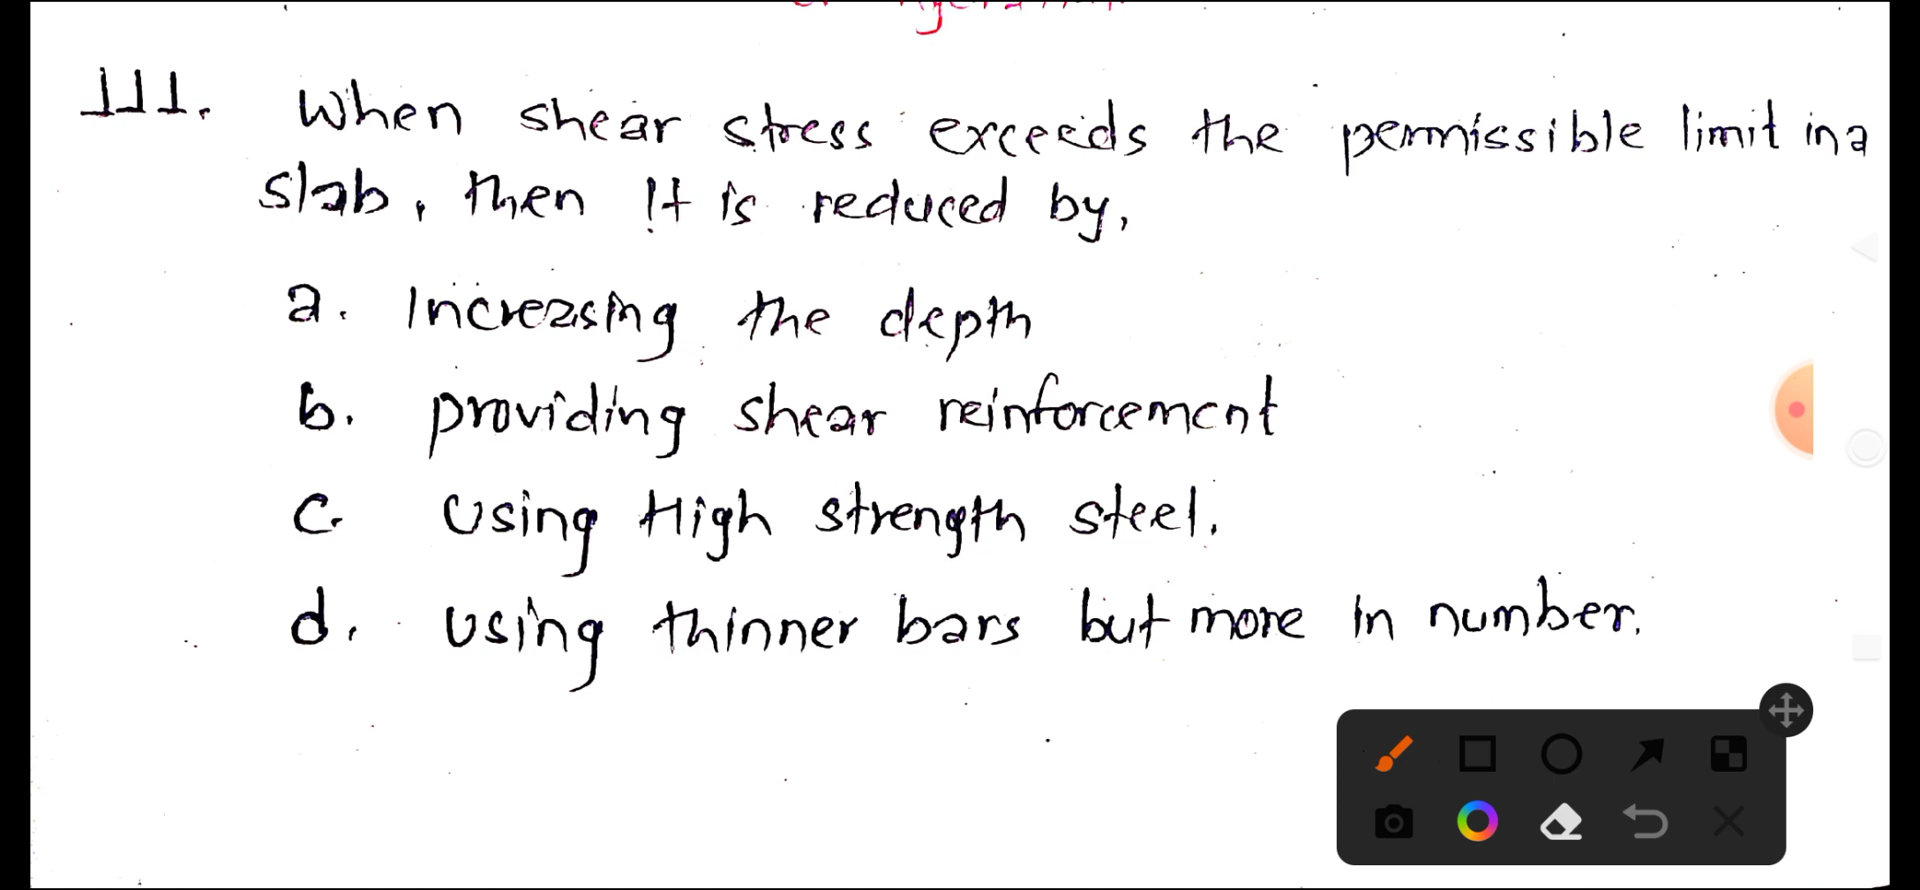 111. When shear stress exceeds the permissible limit in a
slab, then It is reduced by,
a. Increasing the depth
b. providing shear reinforcement
c. Using High strength steel.
d. using thinner bars but more in number.